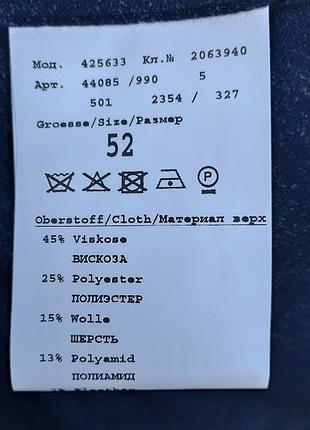 Мод. 425633 Кл.№ 2063940
Арт. 44085 /990 5
501 2354 / 327
Groesse/Size/Размер
52
P
Oberstoff/Cloth/Материал верх
45% Viskose
ВИСКОЗА
25% Polyester
ПОЛИЭСТЕР
15% Wolle
ШЕРСТЬ
13% Polyamid
ПОЛИАМИД